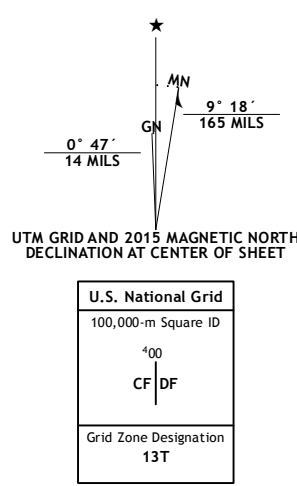 ★
MN
9° 18´
165 MILS
GN
0° 47´
14 MILS
UTM GRID AND 2015 MAGNETIC NORTH
DECLINATION AT CENTER OF SHEET
U.S. National Grid
100,000-m Square ID
⁴00
CF DF
Grid Zone Designation
13T